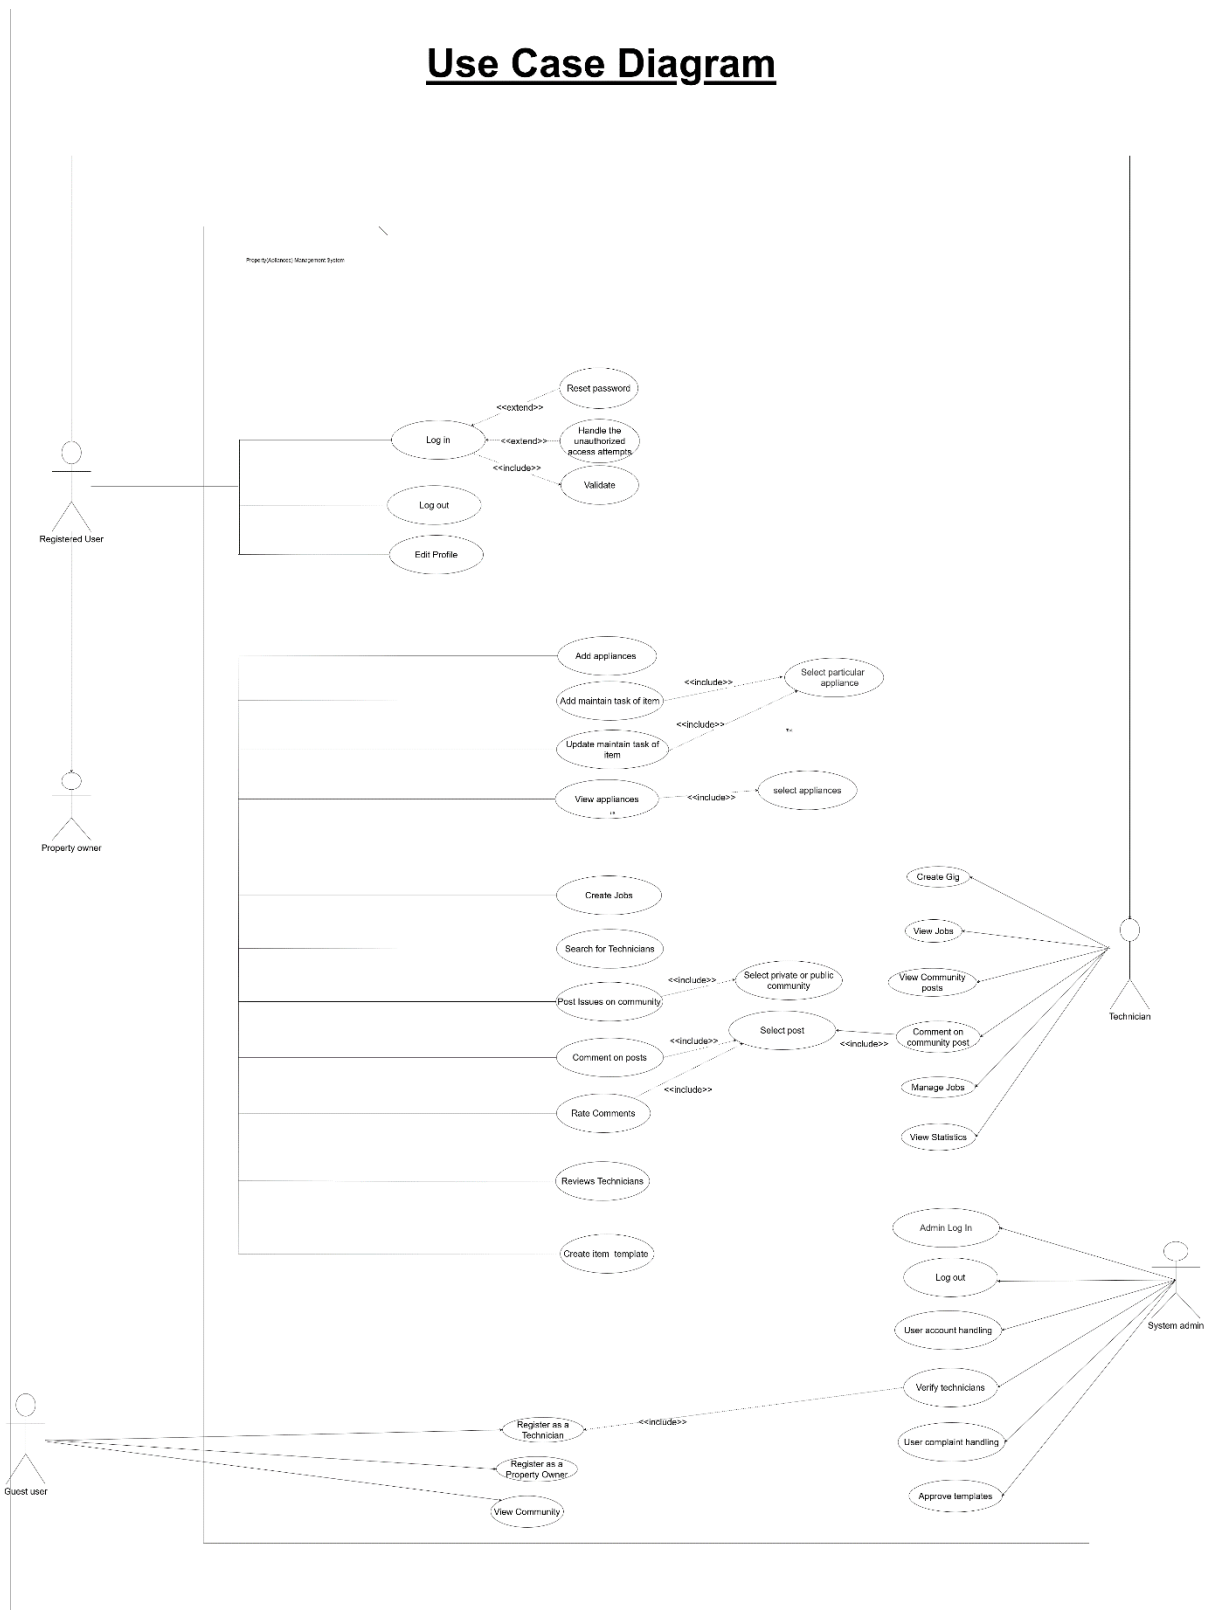 Use Case Diagram
Property(Apliances) Management System
Reset password
<<extend>>
Log in
<<extend>>
Handle the
unauthorized
access attempts
<<include>>
Validate
Log out
Registered User
Edit Profile
Add appliances
Select particular
appliance
<<include>>
Add maintain task of item
<<include>>
Update maintain task of
item
View appliances
<<include>>
select appliances
Property owner
Create Gig
Create Jobs
View Jobs
Search for Technicians
Select private or public
community
<<include>>
View Community
posts
Post Issues on community
Technician
Select post
Comment on
community post
<<include>>
<<include>>
Comment on posts
<<include>>
Manage Jobs
Rate Comments
View Statistics
Reviews Technicians
Admin Log In
Create item template
Log out
System admin
User account handling
Verify technicians
Register as a
Technician
<<include>>
User complaint handling
Register as a
Property Owner
Guest user
Approve templates
View Community